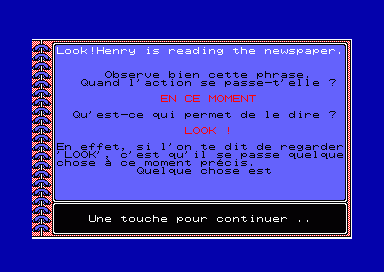 Look!Henry is reading the newspaper.
Observe bien cette phrase.
Quand l'action se passe-t'elle ?
EN CE MOMENT
Qu'est-ce qui permet de le dire ?
LOOK !
En effet, si l'on te dit de regarder
'LOOK', c'est qu'il se passe quelque
chose à ce moment précis.
Quelque chose est
Une touche pour continuer ..